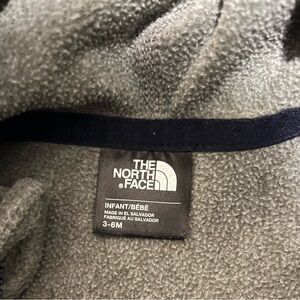 THE
NORTH
FACE
INFANT/BÉBÉ
MADE IN EL SALVADOR
FABRIQUÉ AU SALVADOR
3-6M